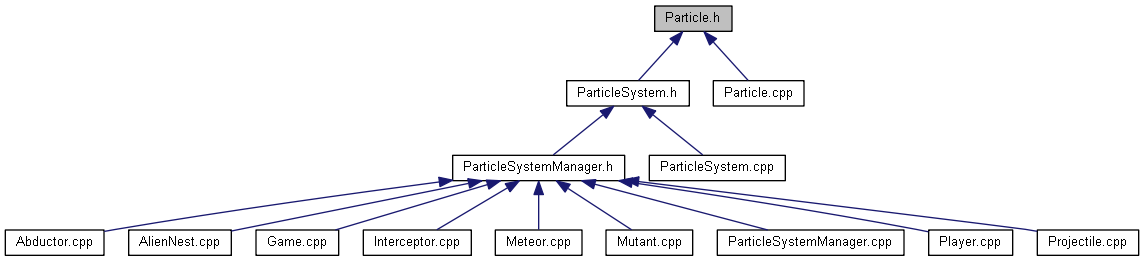 Particle.h
ParticleSystem.h
Particle.cpp
ParticleSystemManager.h
ParticleSystem.cpp
Abductor.cpp
AlienNest.cpp
Game.cpp
Interceptor.cpp
Meteor.cpp
Mutant.cpp
ParticleSystemManager.cpp
Player.cpp
Projectile.cpp